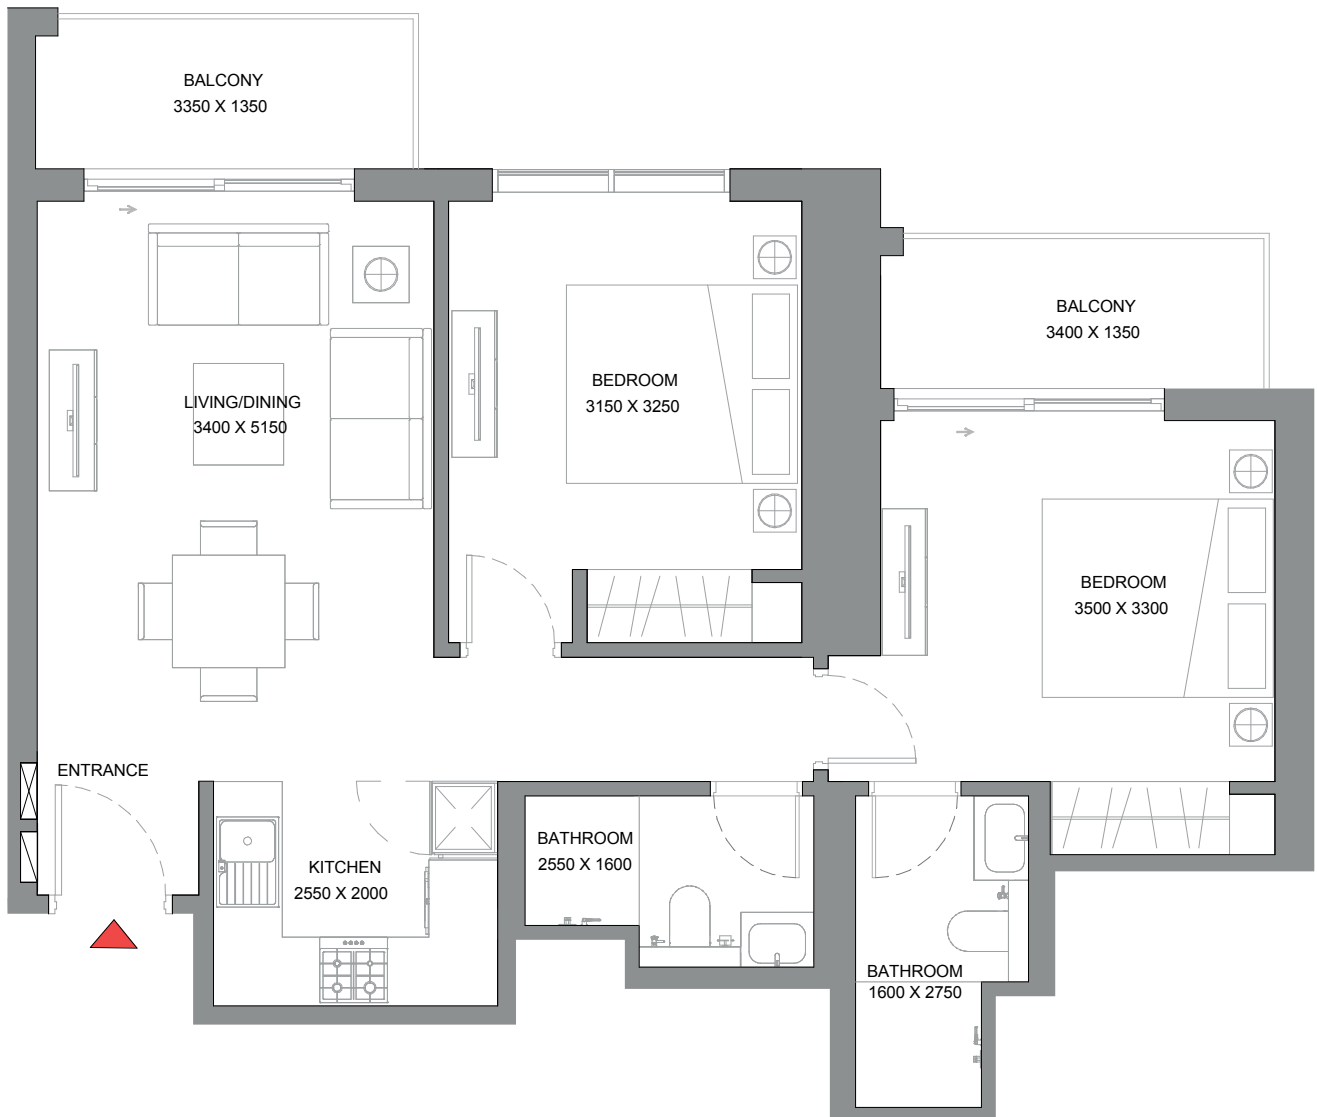 BALCONY
3350 X 1350
BALCONY
3400 X 1350
BEDROOM
3150 X 3250
LIVING/DINING
3400 X 5150
BEDROOM
3500 X 3300
ENTRANCE
KITCHEN
2550 X 2000
BATHROOM
2550 X 1600
BATHROOM
1600 X 2750